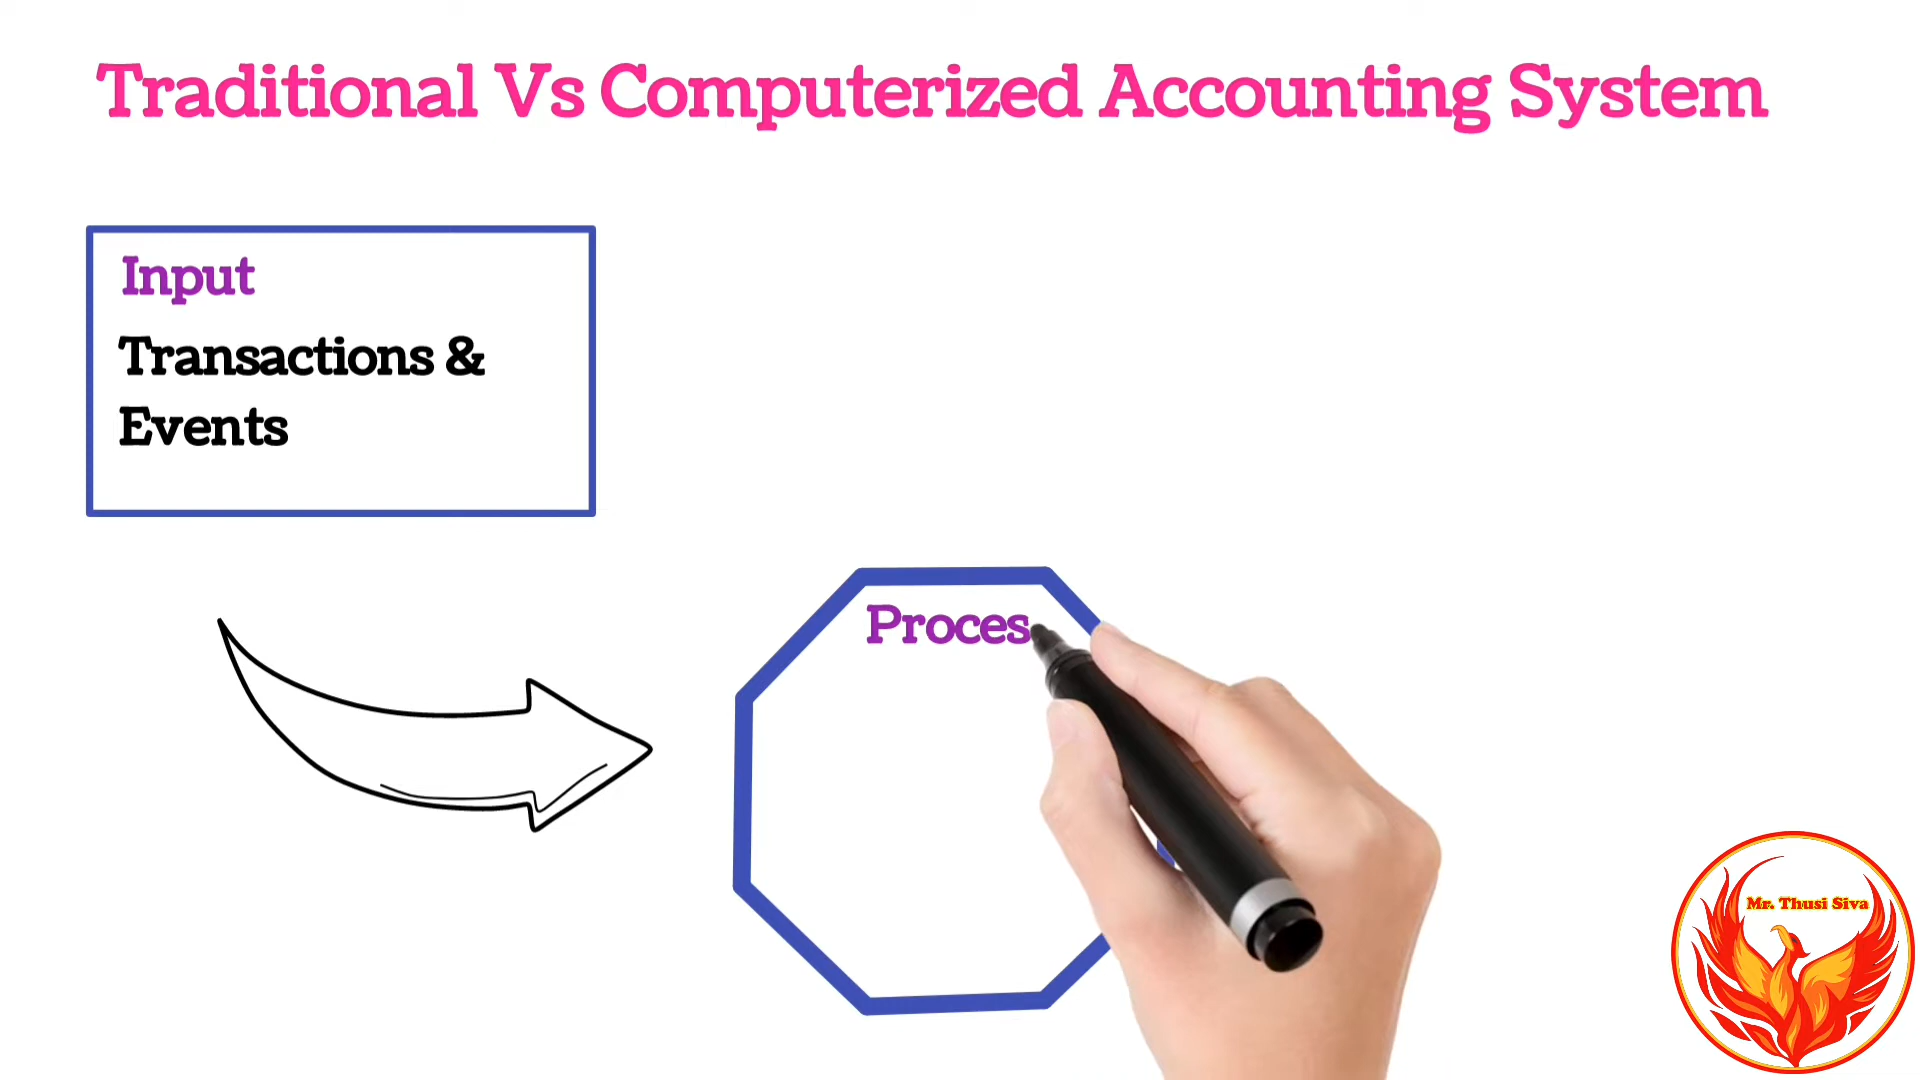 Traditional Vs Computerized Accounting System
Input
Transactions &
Events
Proces
Mr. Thusi Siva